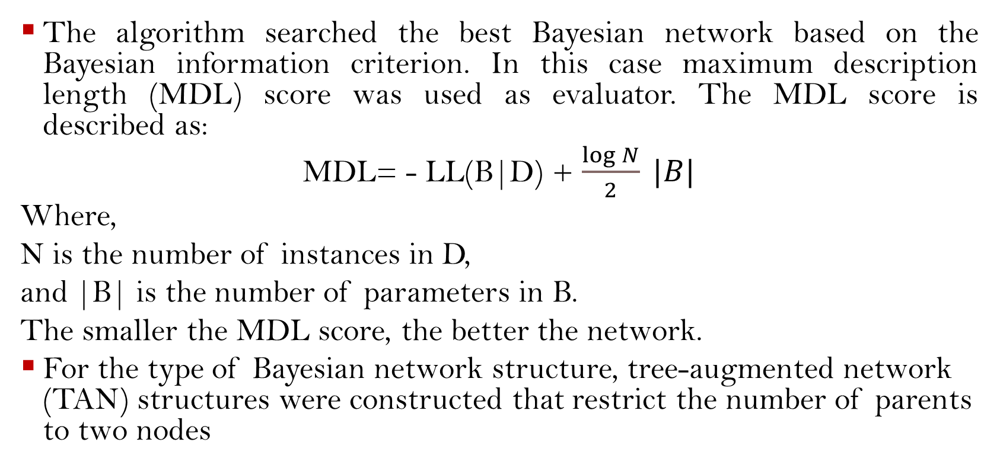 ▪ The algorithm searched the best Bayesian network based on the
Bayesian information criterion. In this case maximum description
length (MDL) score was used as evaluator. The MDL score is
described as:
MDL= - LL(B|D) + \frac{log N}{2} |B|
Where,
N is the number of instances in D,
and |B| is the number of parameters in B.
The smaller the MDL score, the better the network.
▪ For the type of Bayesian network structure, tree-augmented network
(TAN) structures were constructed that restrict the number of parents
to two nodes